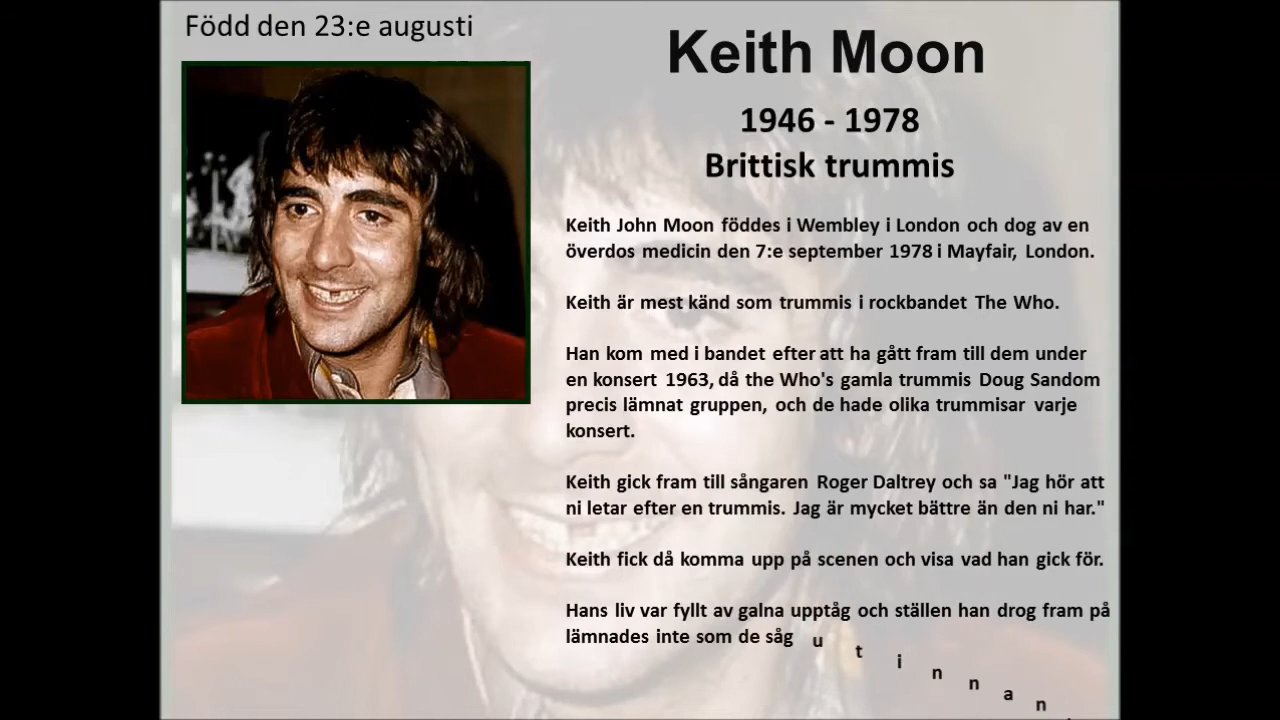 Född den 23:e augusti
Keith Moon
1946 - 1978
Brittisk trummis
Keith John Moon föddes i Wembley i London och dog av en
överdos medicin den 7:e september 1978 i Mayfair, London.
Keith är mest känd som trummis i rockbandet The Who.
Han kom med i bandet efter att ha gått fram till dem under
en konsert 1963, då the Who's gamla trummis Doug Sandom
precis lämnat gruppen, och de hade olika trummisar varje
konsert.
Keith gick fram till sångaren Roger Daltrey och sa "Jag hör att
ni letar efter en trummis. Jag är mycket bättre än den ni har."
Keith fick då komma upp på scenen och visa vad han gick för.
Hans liv var fyllt av galna upptåg och ställen han drog fram på
lämnades inte som de såg u t i n n a n